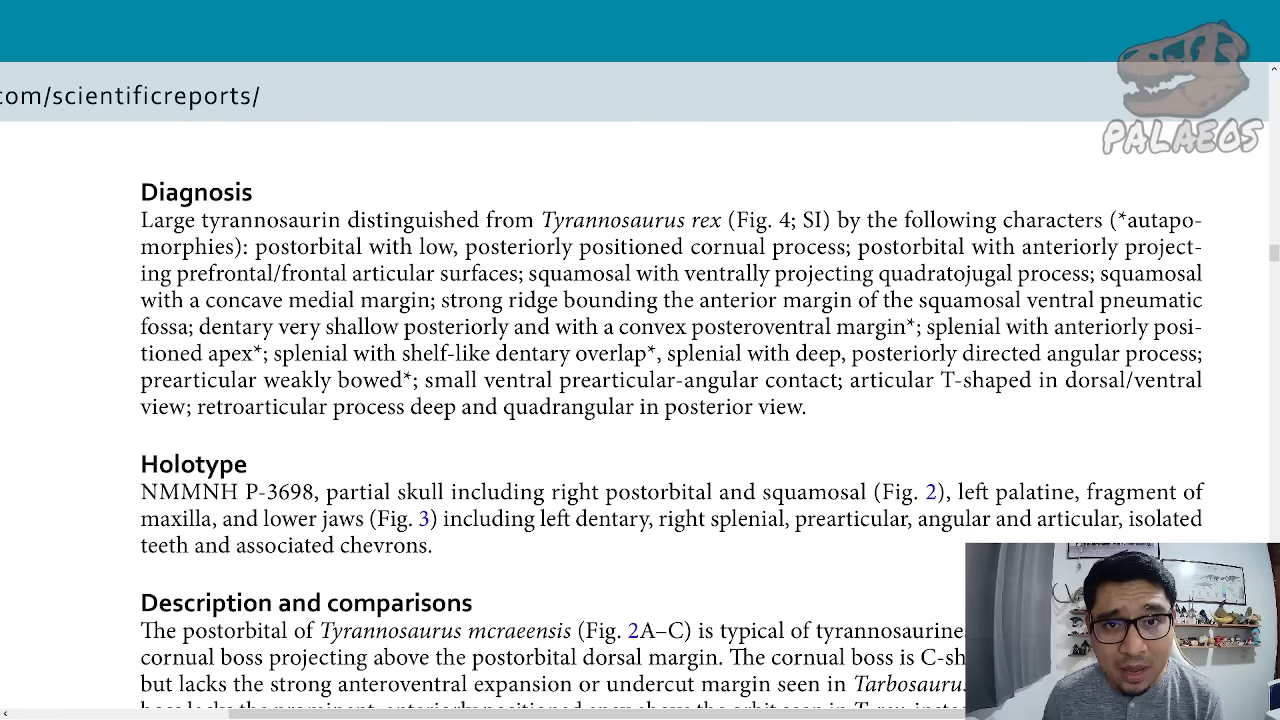 com/scientificreports/
PALAEOS
Diagnosis
Large tyrannosaurin distinguished from Tyrannosaurus rex (Fig. 4; SI) by the following characters (*autapo-
morphies): postorbital with low, posteriorly positioned cornual process; postorbital with anteriorly project-
ing prefrontal/frontal articular surfaces; squamosal with ventrally projecting quadratojugal process; squamosal
with a concave medial margin; strong ridge bounding the anterior margin of the squamosal ventral pneumatic
fossa; dentary very shallow posteriorly and with a convex posteroventral margin*; splenial with anteriorly posi-
tioned apex*; splenial with shelf-like dentary overlap*, splenial with deep, posteriorly directed angular process;
prearticular weakly bowed*; small ventral prearticular-angular contact; articular T-shaped in dorsal/ventral
view; retroarticular process deep and quadrangular in posterior view.
Holotype
NMMNH P-3698, partial skull including right postorbital and squamosal (Fig. 2), left palatine, fragment of
maxilla, and lower jaws (Fig. 3) including left dentary, right splenial, prearticular, angular and articular, isolated
teeth and associated chevrons.
Description and comparisons
The postorbital of Tyrannosaurus mcraeensis (Fig. 2A–C) is typical of tyrannosaurine
cornual boss projecting above the postorbital dorsal margin. The cornual boss is C-sh
but lacks the strong anteroventral expansion or undercut margin seen in Tarbosauru